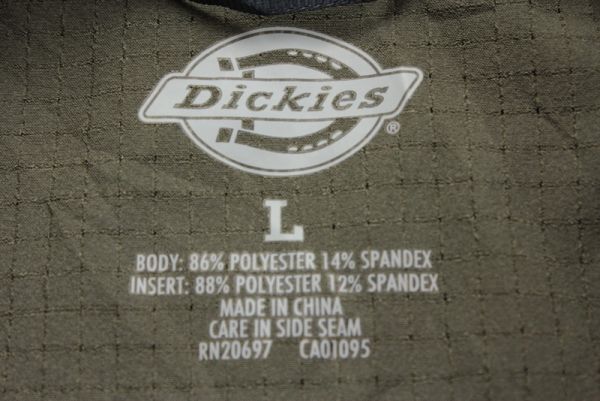 Dickies
®
L
BODY: 86% POLYESTER 14% SPANDEX
INSERT: 88% POLYESTER 12% SPANDEX
MADE IN CHINA
CARE IN SIDE SEAM
RN20697 CA01095